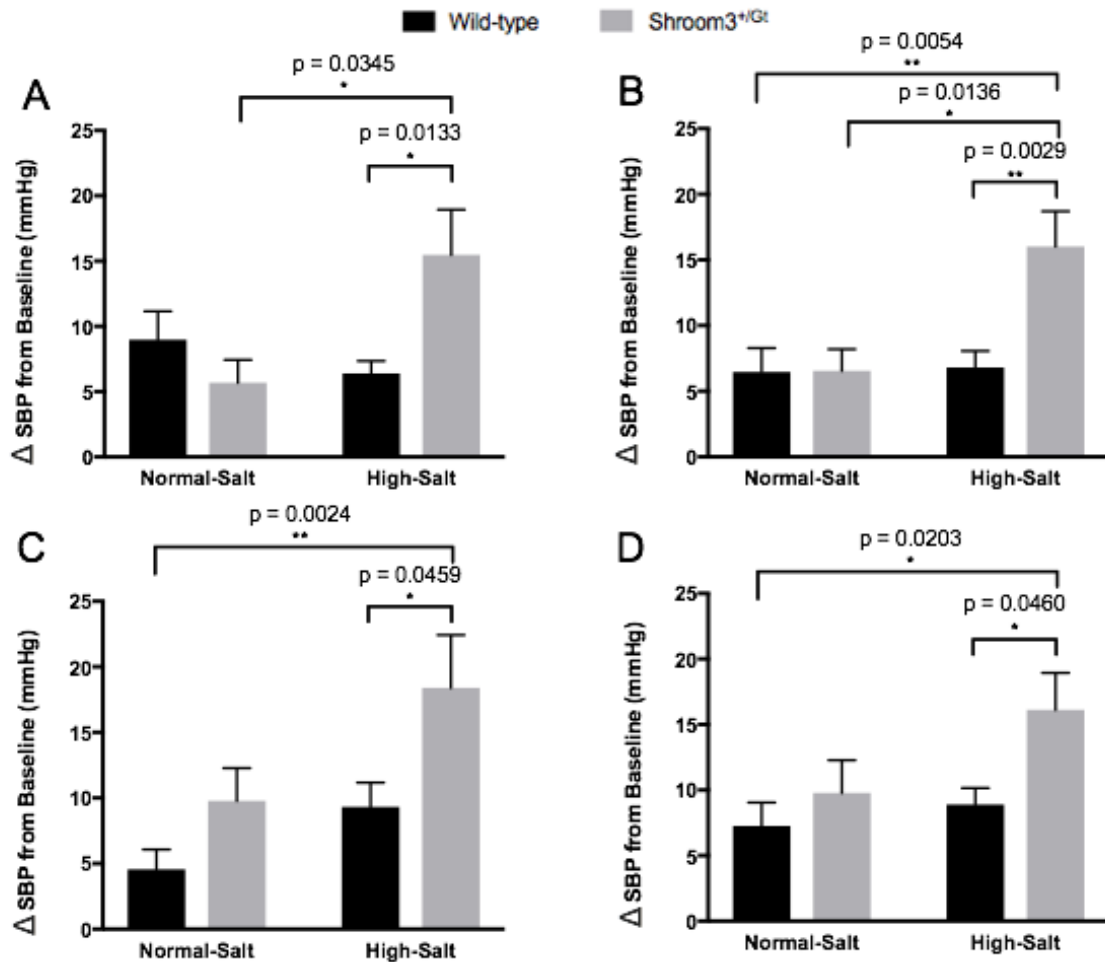 Wild-type Shroom3+/Gt
A
p = 0.0345
*
p = 0.0133
*
25
20
15
10
5
0
Δ SBP from Baseline (mmHg)
Normal-Salt High-Salt
B
p = 0.0054
**
p = 0.0136
*
p = 0.0029
**
25
20
15
10
5
0
Δ SBP from Baseline (mmHg)
Normal-Salt High-Salt
C
p = 0.0024
**
p = 0.0459
*
25
20
15
10
5
0
Δ SBP from Baseline (mmHg)
Normal-Salt High-Salt
D
p = 0.0203
*
p = 0.0460
*
25
20
15
10
5
0
Δ SBP from Baseline (mmHg)
Normal-Salt High-Salt